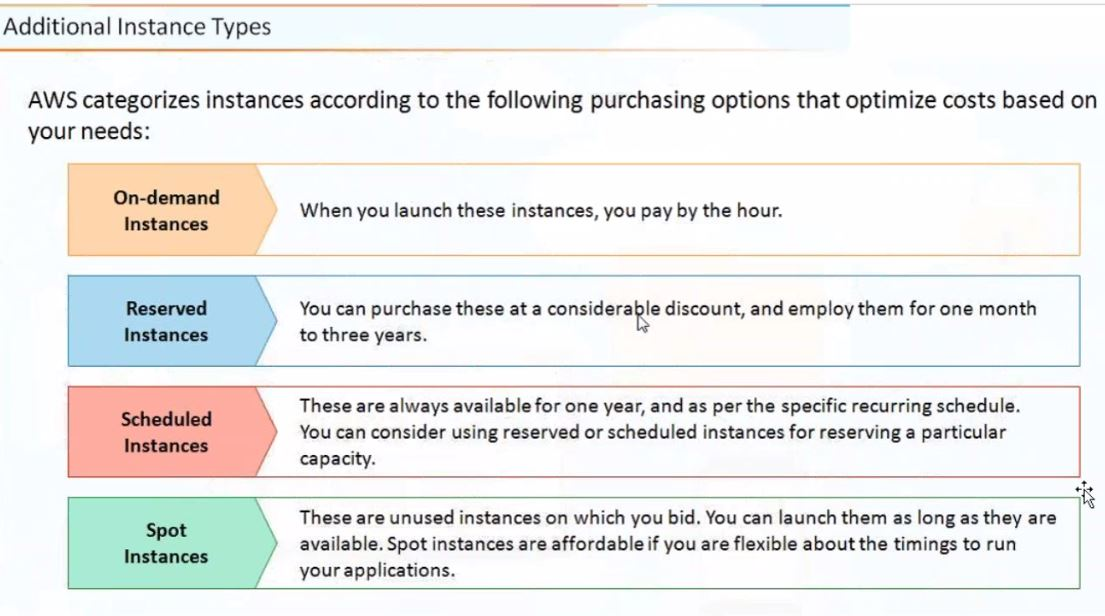 Additional Instance Types
AWS categorizes instances according to the following purchasing options that optimize costs based on
your needs:
On-demand
Instances
When you launch these instances, you pay by the hour.
Reserved
Instances
You can purchase these at a considerable discount, and employ them for one month
to three years.
Scheduled
Instances
These are always available for one year, and as per the specific recurring schedule.
You can consider using reserved or scheduled instances for reserving a particular
capacity.
Spot
Instances
These are unused instances on which you bid. You can launch them as long as they are
available. Spot instances are affordable if you are flexible about the timings to run
your applications.